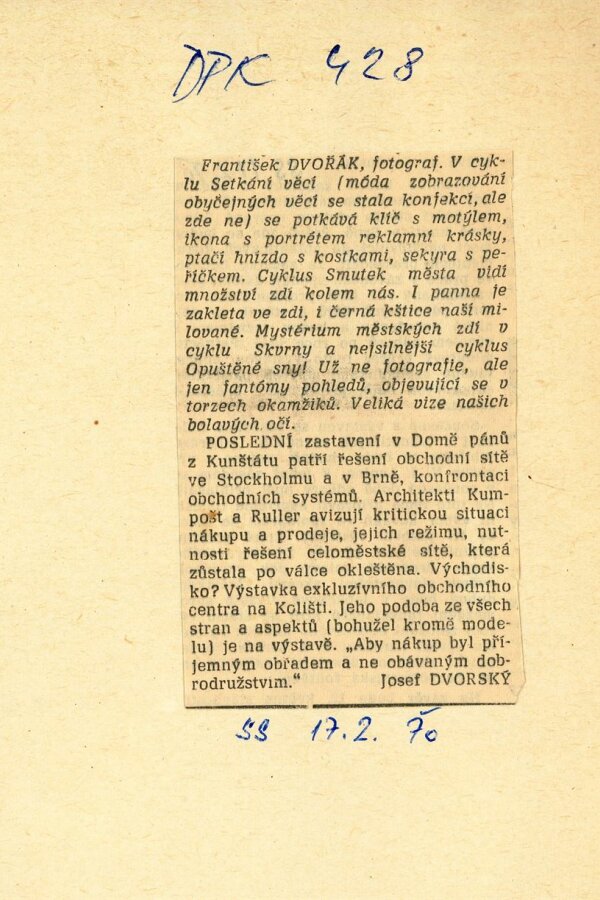 DPK 428
František DVOŘÁK, fotograf. V cyk-
lu Setkání věcí (móda zobrazování
obyčejných věcí se stala konfekcí, ale
zde ne) se potkává klíč s motýlem,
ikona s portrétem reklamní krásky,
ptačí hnízdo s kostkami, sekyra s pe-
říčkem. Cyklus Smutek města vidí
množství zdí kolem nás. I panna je
zakleta ve zdi, i černá kštice naší mi-
lované. Mystérium městských zdí v
cyklu Skvrny a nejsilnější cyklus
Opuštěné sny! Už ne fotografie, ale
jen fantómy pohledů, objevující se v
torzech okamžiků. Veliká vize našich
bolavých očí.
POSLEDNÍ zastavení v Domě pánů
z Kunštátu patří řešení obchodní sítě
ve Stockholmu a v Brně, konfrontaci
obchodních systémů. Architekti Kum-
pošt a Ruller avizují kritickou situaci
nákupu a prodeje, jejich režimu, nut-
nosti řešení celoměstské sítě, která
zůstala po válce okleštěna. Východis-
ko? Výstavka exkluzívního obchodního
centra na Kolišti. Jeho podoba ze všech
stran a aspektů (bohužel kromě mode-
lu) je na výstavě. „Aby nákup byl pří-
jemným obřadem a ne obávaným dob-
rodružstvím.“ Josef DVORSKÝ
SS 17. 2. 70